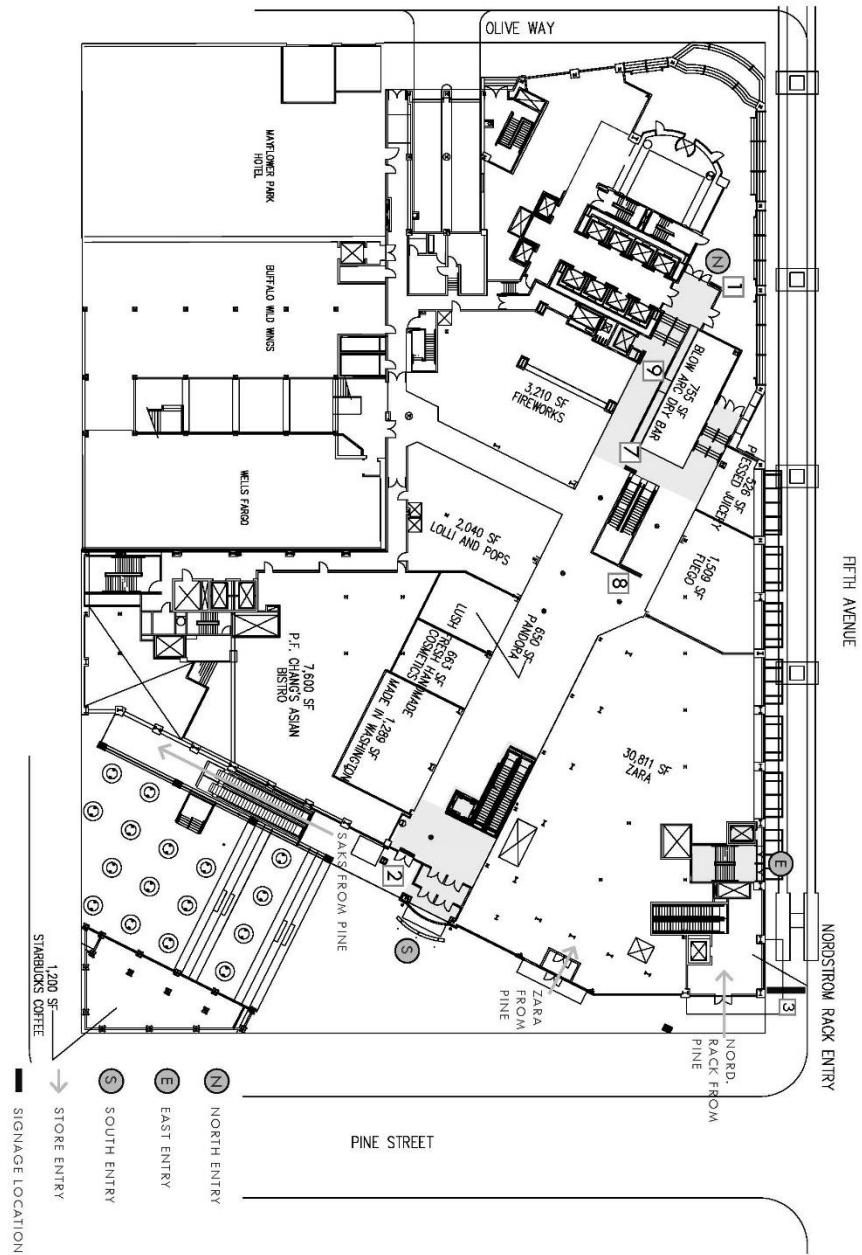 OLIVE WAY
FIFTH AVENUE
PINE STREET
MAYFLOWER PARK
HOTEL
BUFFALO WILD WINGS
WELLS FARGO
3,210 SF
FIREWORKS
BLOW ARC DRY BAR
755 SF
526 SF
PRESSED JUICERY
1,509 SF
FUEGO
2,040 SF
LOLLI AND POPS
650 SF
PANDORA
LUSH
FRESH HANDMADE
COSMETICS
663 SF
MADE IN WASHINGTON
1,289 SF
7,600 SF
P.F. CHANG'S ASIAN
BISTRO
30,811 SF
ZARA
N
1
9
7
8
2
S
E
3
SAKS FROM PINE
ZARA
FROM
PINE
NORD.
RACK FROM
PINE
NORDSTROM RACK ENTRY
1,200 SF
STARBUCKS COFFEE
N NORTH ENTRY
E EAST ENTRY
S SOUTH ENTRY
STORE ENTRY
SIGNAGE LOCATION